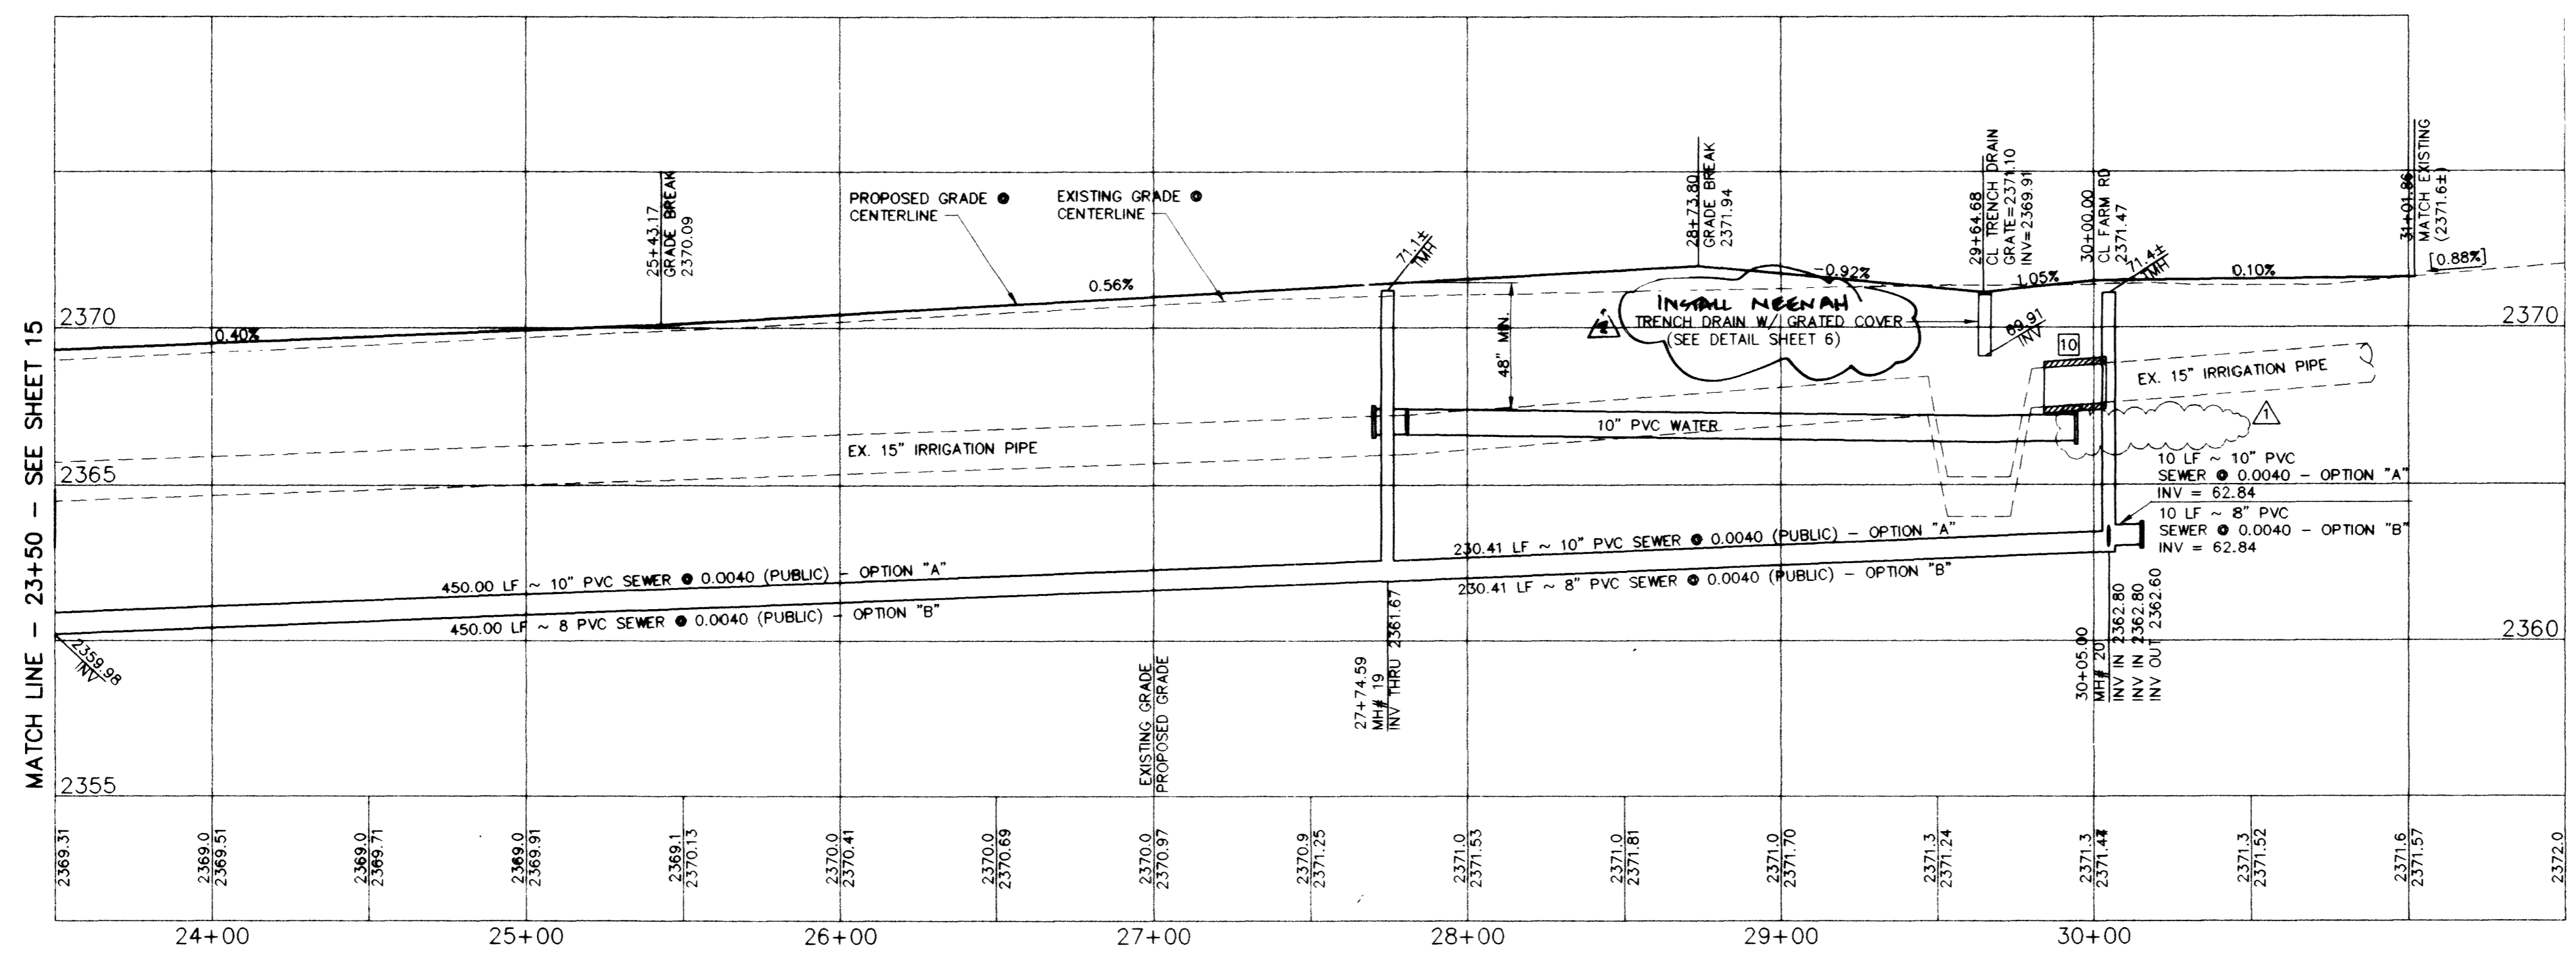 MATCH LINE - 23+50 - SEE SHEET 15
2370
2365
2360
2355
2370
2360
0.40%
25+43.17
GRADE BREAK
2370.09
PROPOSED GRADE @
CENTERLINE
EXISTING GRADE @
CENTERLINE
0.56%
71.1±
TMH
48" MIN.
28+73.80
GRADE BREAK
2371.94
-0.92%
INSTALL NEENAH
TRENCH DRAIN W/ GRATED COVER
(SEE DETAIL SHEET 6)
2
29+64.68
CL TRENCH DRAIN
GRATE=2371.10
INV=2369.91
69.91
INV
1.05%
30+00.00
CL FARM RD
2371.47
71.4±
TMH
0.10%
31+01.86
MATCH EXISTING
(2371.6±)
[0.88%]
10
EX. 15" IRRIGATION PIPE
1
EX. 15" IRRIGATION PIPE
10" PVC WATER
10 LF ~ 10" PVC
SEWER @ 0.0040 - OPTION "A"
INV = 62.84
10 LF ~ 8" PVC
SEWER @ 0.0040 - OPTION "B"
INV = 62.84
450.00 LF ~ 10" PVC SEWER @ 0.0040 (PUBLIC) - OPTION "A"
450.00 LF ~ 8 PVC SEWER @ 0.0040 (PUBLIC) - OPTION "B"
230.41 LF ~ 10" PVC SEWER @ 0.0040 (PUBLIC) - OPTION "A"
230.41 LF ~ 8" PVC SEWER @ 0.0040 (PUBLIC) - OPTION "B"
2359.98
INV
EXISTING GRADE
PROPOSED GRADE
27+74.59
MH# 19
INV THRU 2361.67
30+05.00
MH# 20
INV IN 2362.80
INV IN 2362.80
INV OUT 2362.60
2369.31
2369.0
2369.51
2369.0
2369.71
2369.0
2369.91
2369.1
2370.13
2370.0
2370.41
2370.0
2370.69
2370.0
2370.97
2370.9
2371.25
2371.0
2371.53
2371.0
2371.81
2371.0
2371.70
2371.3
2371.24
2371.3
2371.3
2371.52
2371.6
2371.57
2372.0
24+00
25+00
26+00
27+00
28+00
29+00
30+00